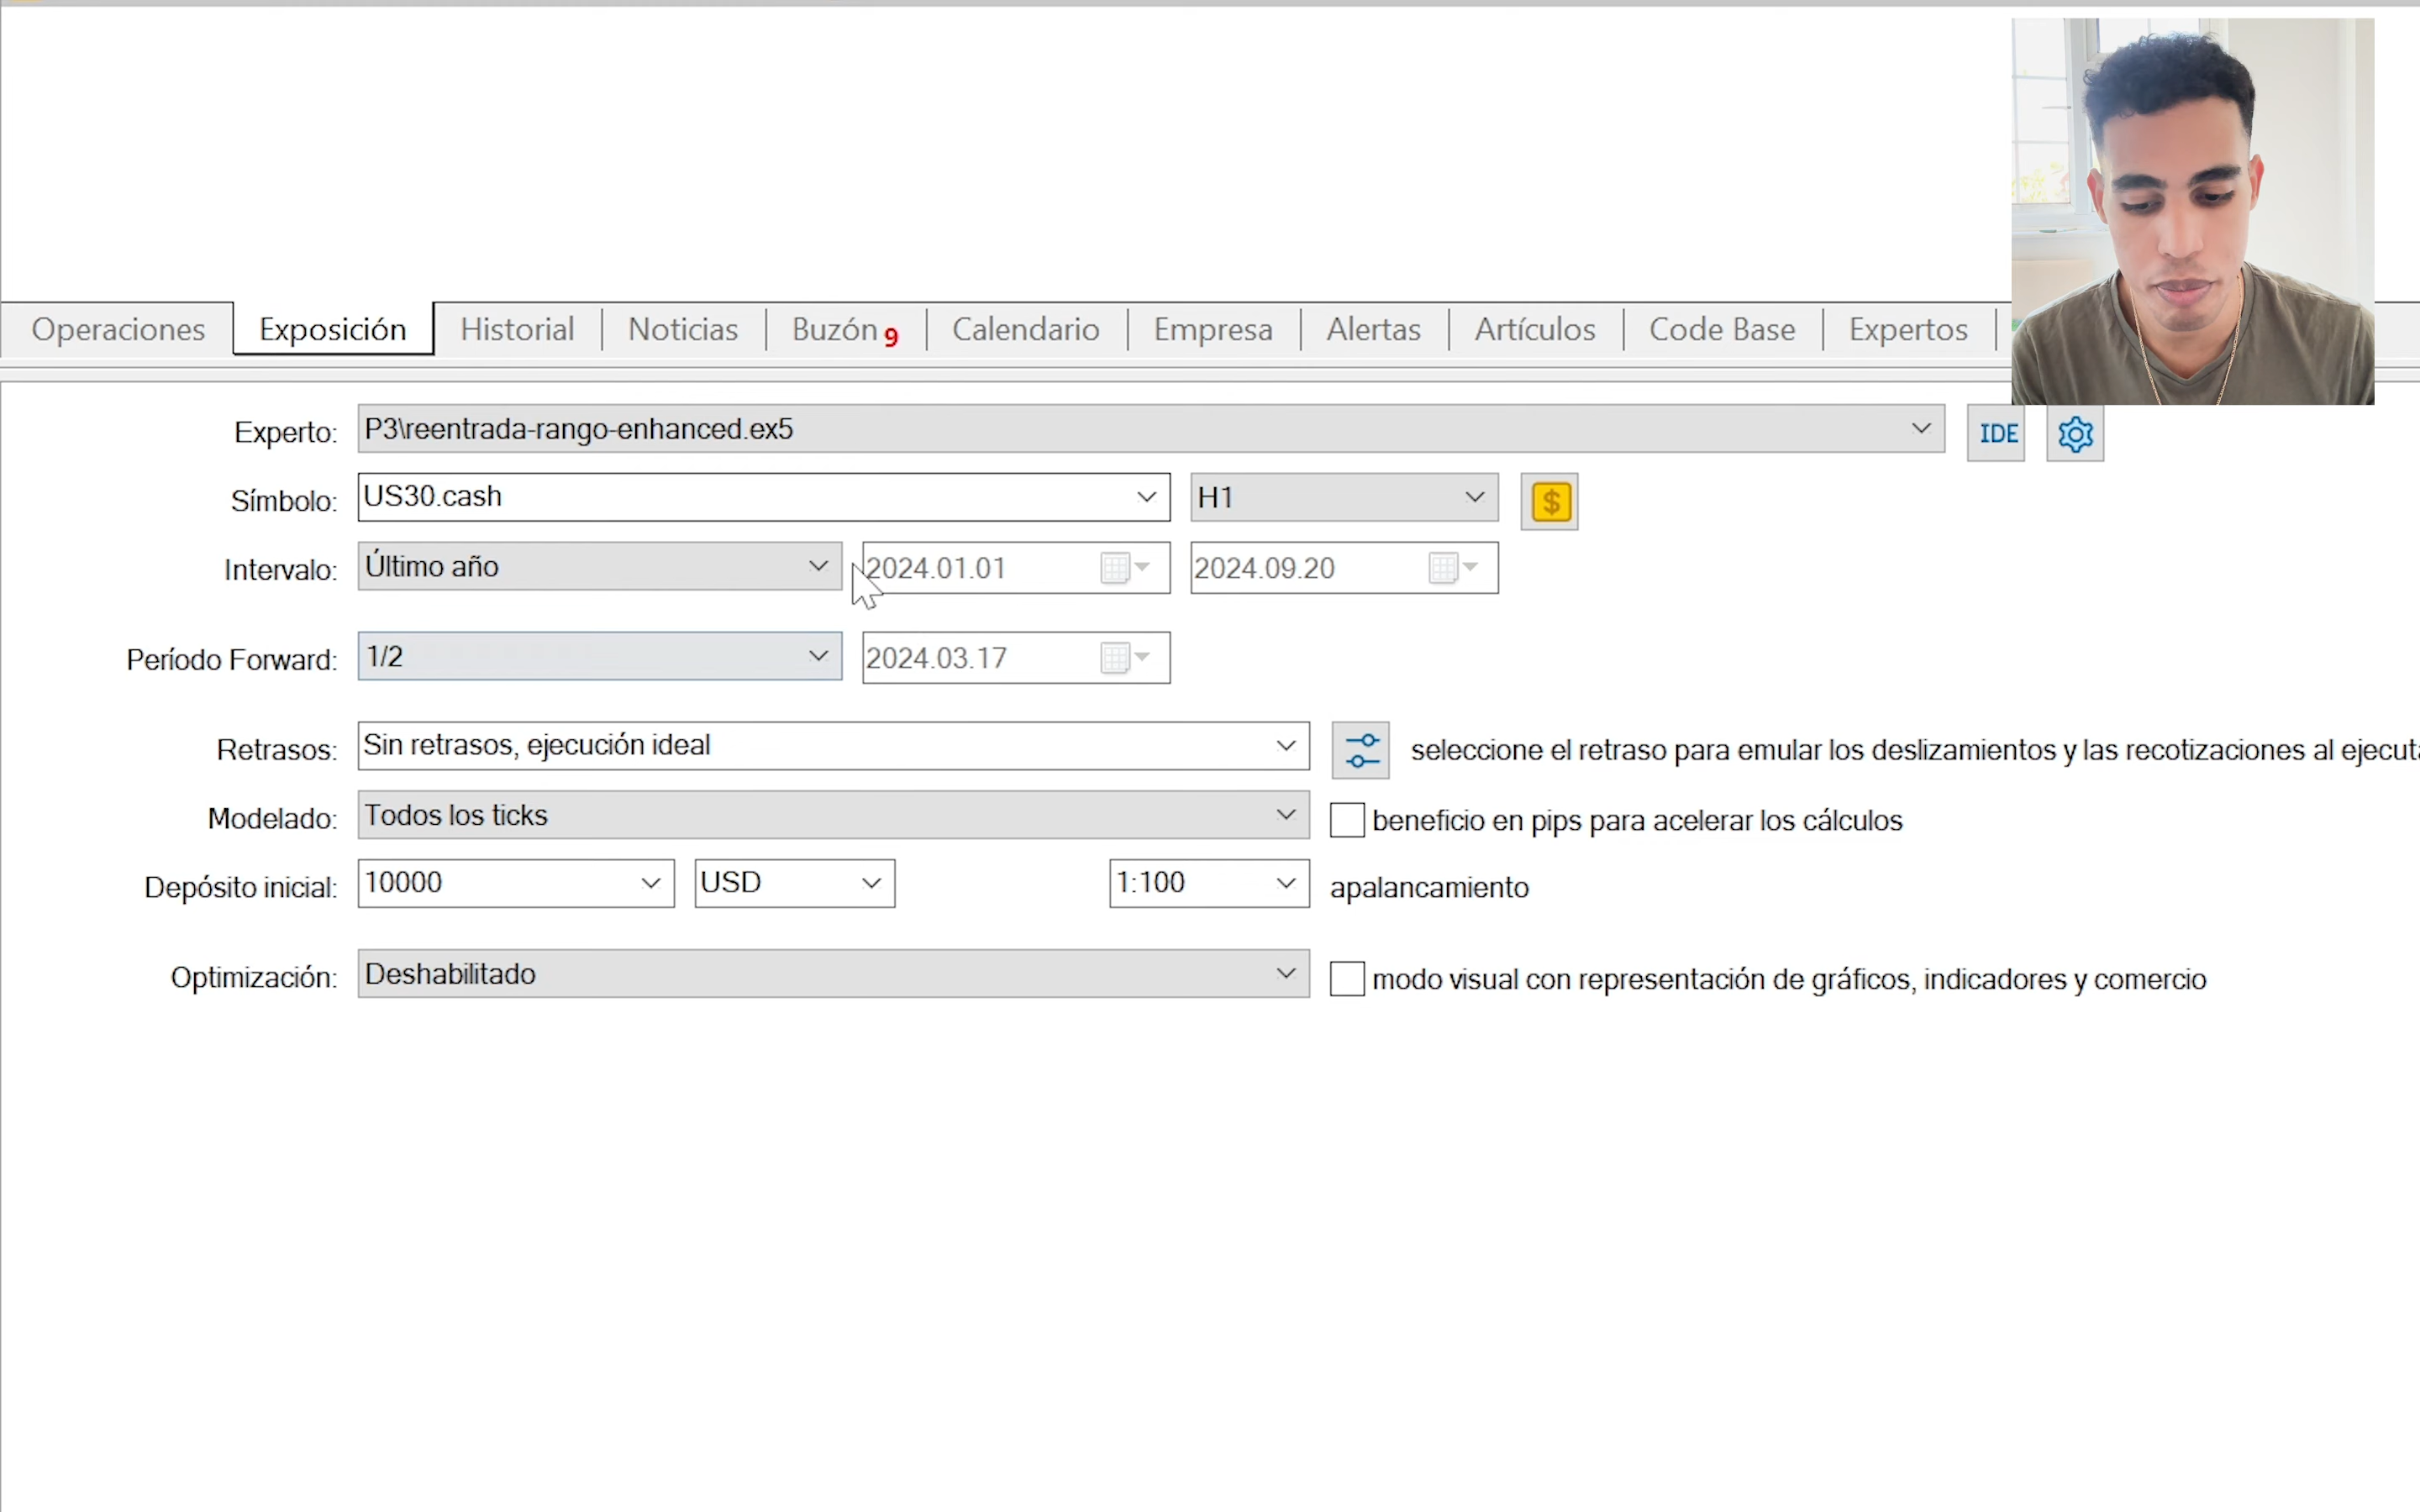 Operaciones Exposición Historial Noticias Buzón 9 Calendario Empresa Alertas Artículos Code Base Expertos
Experto: P3\reentrada-rango-enhanced.ex5 IDE
Símbolo: US30.cash H1 $
Intervalo: Último año 2024.01.01 2024.09.20
Período Forward: 1/2 2024.03.17
Retrasos: Sin retrasos, ejecución ideal seleccione el retraso para emular los deslizamientos y las recotizaciones al ejecut
Modelado: Todos los ticks beneficio en pips para acelerar los cálculos
Depósito inicial: 10000 USD 1:100 apalancamiento
Optimización: Deshabilitado modo visual con representación de gráficos, indicadores y comercio